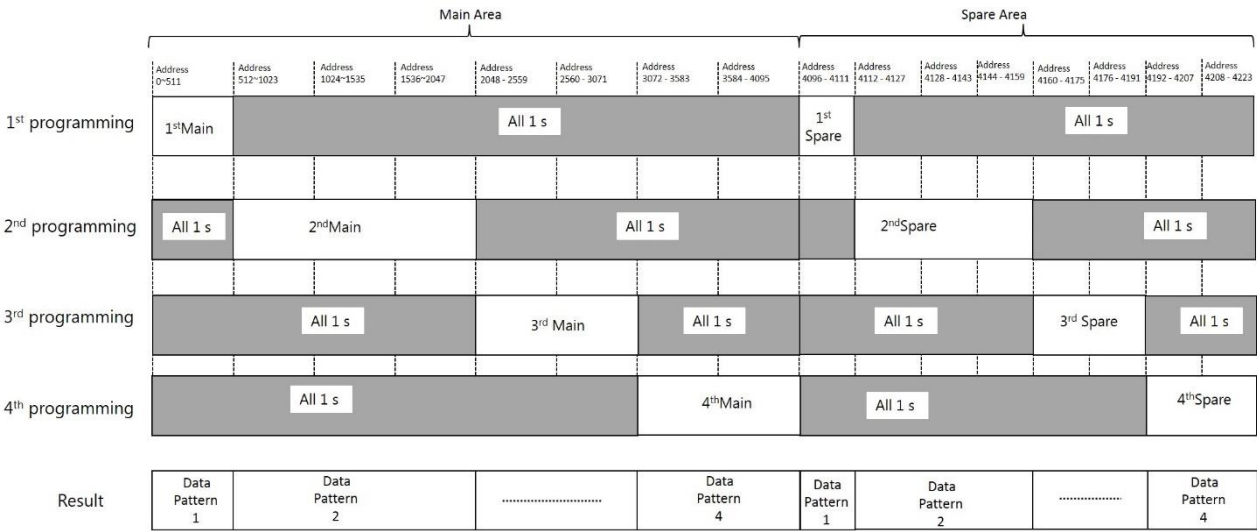 Main Area
Spare Area
Address 0~511
Address 512~1023
Address 1024~1535
Address 1536~2047
Address 2048 - 2559
Address 2560 - 3071
Address 3072 - 3583
Address 3584 - 4095
Address 4096 - 4111
Address 4112 - 4127
Address 4128 - 4143
Address 4144 - 4159
Address 4160 - 4175
Address 4176 - 4191
Address 4192 - 4207
Address 4208 - 4223
1st programming
1stMain
All 1 s
1st
Spare
All 1 s
2nd programming
All 1 s
2ndMain
All 1 s
2ndSpare
All 1 s
3rd programming
All 1 s
3rd Main
All 1 s
All 1 s
3rd Spare
All 1 s
4th programming
All 1 s
4thMain
All 1 s
4thSpare
Result
Data
Pattern
1
Data
Pattern
2
....................
Data
Pattern
4
Data
Pattern
1
Data
Pattern
2
.............
Data
Pattern
4